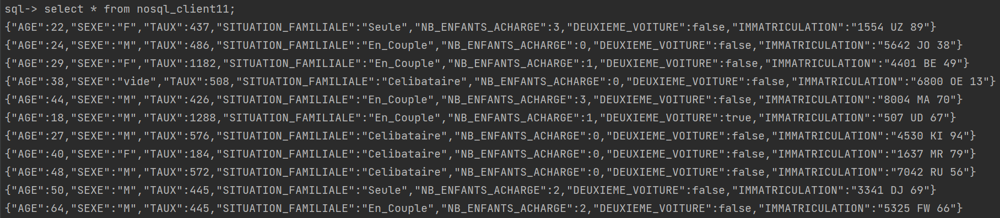 sql-> select * from nosql_client11;
{"AGE":22,"SEXE":"F","TAUX":437,"SITUATION_FAMILIALE":"Seule","NB_ENFANTS_ACHARGE":3,"DEUXIEME_VOITURE":false,"IMMATRICULATION":"1554 UZ 89"}
{"AGE":24,"SEXE":"M","TAUX":486,"SITUATION_FAMILIALE":"En_Couple","NB_ENFANTS_ACHARGE":0,"DEUXIEME_VOITURE":false,"IMMATRICULATION":"5642 JO 38"}
{"AGE":29,"SEXE":"F","TAUX":1182,"SITUATION_FAMILIALE":"En_Couple","NB_ENFANTS_ACHARGE":1,"DEUXIEME_VOITURE":false,"IMMATRICULATION":"4401 BE 49"}
{"AGE":38,"SEXE":"vide","TAUX":508,"SITUATION_FAMILIALE":"Celibataire","NB_ENFANTS_ACHARGE":0,"DEUXIEME_VOITURE":false,"IMMATRICULATION":"6800 OE 13"}
{"AGE":44,"SEXE":"M","TAUX":426,"SITUATION_FAMILIALE":"En_Couple","NB_ENFANTS_ACHARGE":3,"DEUXIEME_VOITURE":false,"IMMATRICULATION":"8004 MA 70"}
{"AGE":18,"SEXE":"M","TAUX":1288,"SITUATION_FAMILIALE":"En_Couple","NB_ENFANTS_ACHARGE":1,"DEUXIEME_VOITURE":true,"IMMATRICULATION":"507 UD 67"}
{"AGE":27,"SEXE":"M","TAUX":576,"SITUATION_FAMILIALE":"Celibataire","NB_ENFANTS_ACHARGE":0,"DEUXIEME_VOITURE":false,"IMMATRICULATION":"4530 KI 94"}
{"AGE":40,"SEXE":"F","TAUX":184,"SITUATION_FAMILIALE":"Celibataire","NB_ENFANTS_ACHARGE":0,"DEUXIEME_VOITURE":false,"IMMATRICULATION":"1637 MR 79"}
{"AGE":48,"SEXE":"M","TAUX":572,"SITUATION_FAMILIALE":"Celibataire","NB_ENFANTS_ACHARGE":0,"DEUXIEME_VOITURE":false,"IMMATRICULATION":"7042 RU 56"}
{"AGE":50,"SEXE":"M","TAUX":445,"SITUATION_FAMILIALE":"Seule","NB_ENFANTS_ACHARGE":2,"DEUXIEME_VOITURE":false,"IMMATRICULATION":"3341 DJ 69"}
{"AGE":64,"SEXE":"M","TAUX":445,"SITUATION_FAMILIALE":"En_Couple","NB_ENFANTS_ACHARGE":2,"DEUXIEME_VOITURE":false,"IMMATRICULATION":"5325 FW 66"}